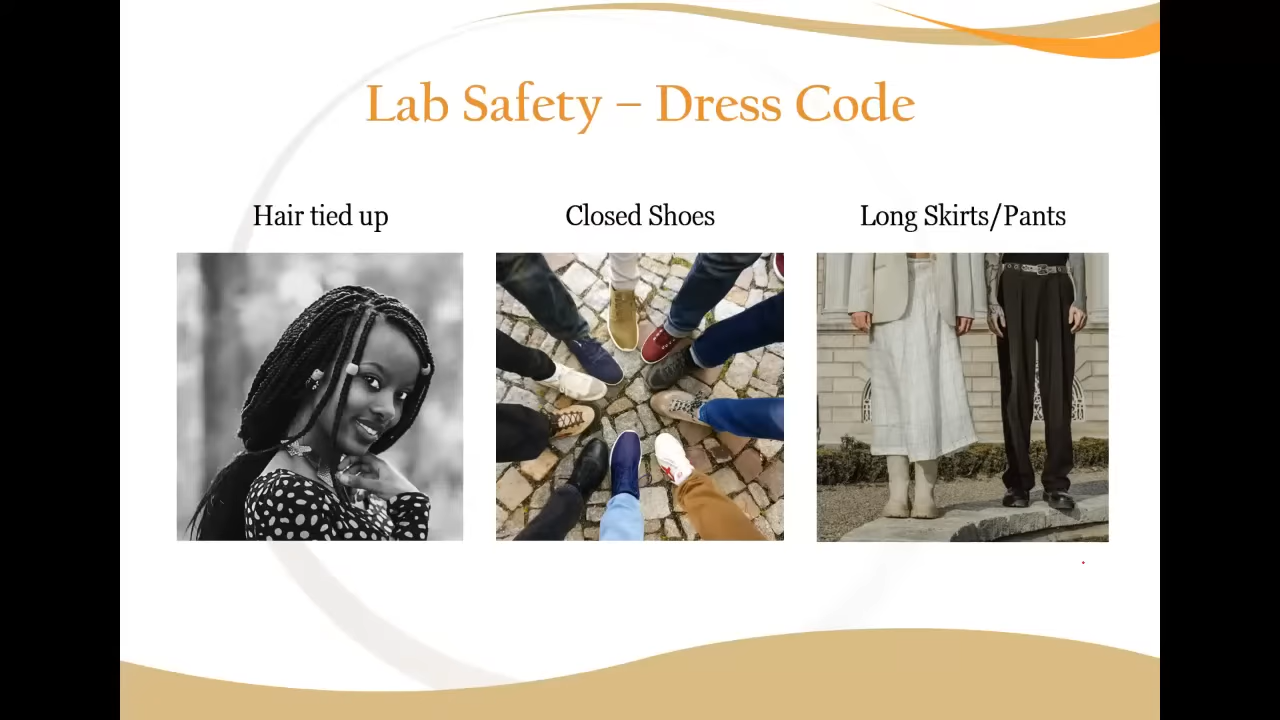 Lab Safety – Dress Code
Hair tied up
Closed Shoes
Long Skirts/Pants